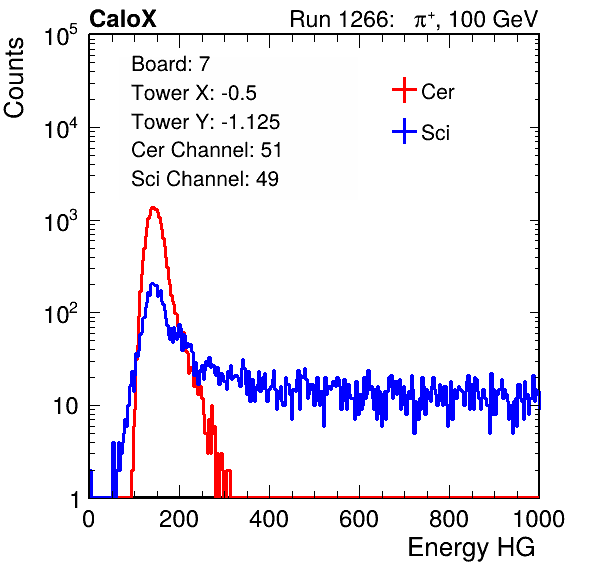 CaloX Run 1266: π⁺, 100 GeV
Counts
10⁵
10⁴
10³
10²
10
1
Board: 7
Tower X: -0.5
Tower Y: -1.125
Cer Channel: 51
Sci Channel: 49
Cer
Sci
0 200 400 600 800 1000
Energy HG